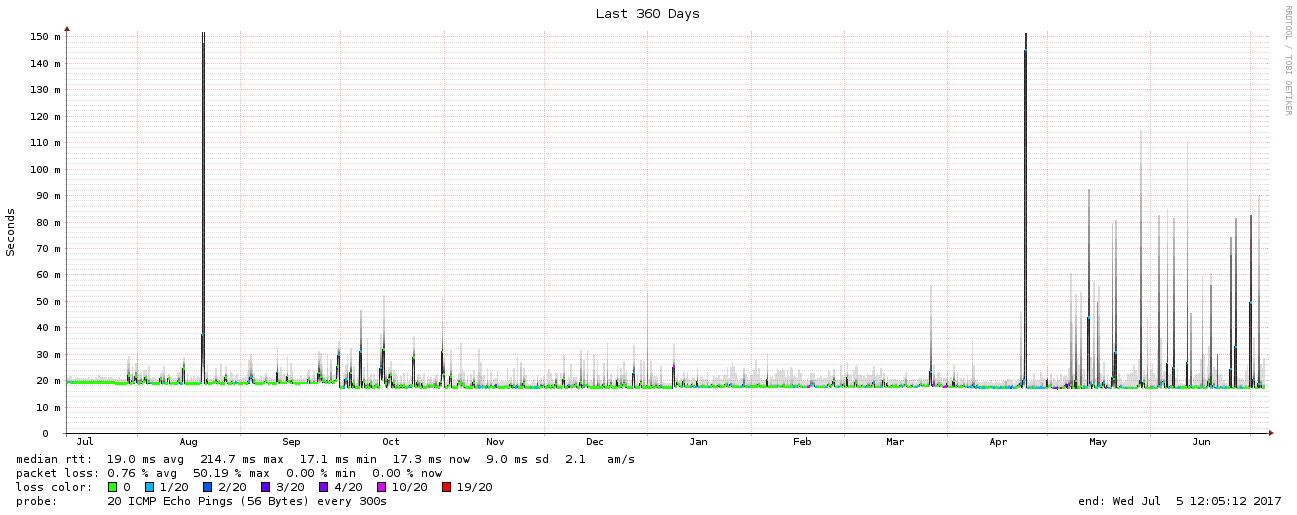 Last 360 Days
RRDTOOL / TOBI OETIKER
Seconds
150 m
140 m
130 m
120 m
110 m
100 m
90 m
80 m
70 m
60 m
50 m
40 m
30 m
20 m
10 m
0
Jul Aug Sep Oct Nov Dec Jan Feb Mar Apr May Jun
median rtt: 19.0 ms avg 214.7 ms max 17.1 ms min 17.3 ms now 9.0 ms sd 2.1 am/s
packet loss: 0.76 % avg 50.19 % max 0.00 % min 0.00 % now
loss color: 0 1/20 2/20 3/20 4/20 10/20 19/20
probe: 20 ICMP Echo Pings (56 Bytes) every 300s end: Wed Jul 5 12:05:12 2017